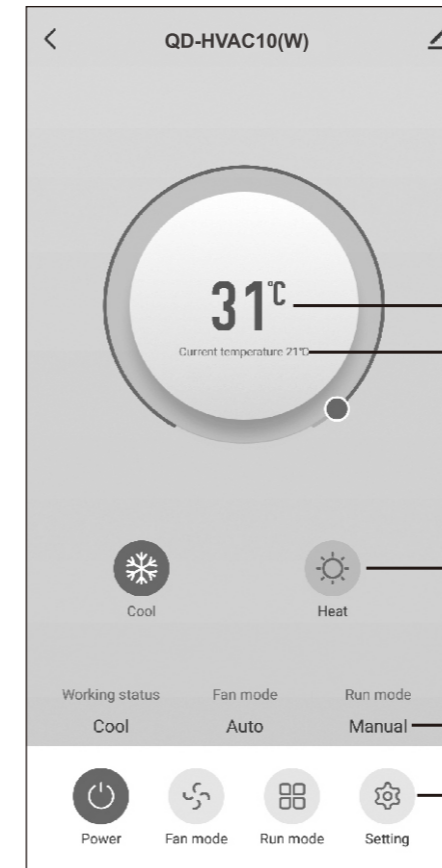 QD-HVAC10(W)
31℃
Current temperature 21℃
Cool Heat
Working status Fan mode Run mode
Cool Auto Manual
Power Fan mode Run mode Setting